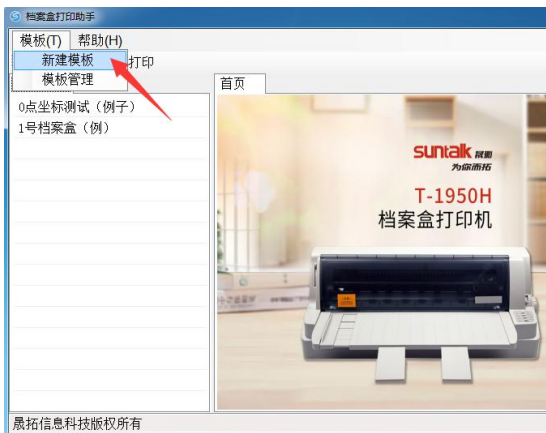 档案盒打印助手
模板(T) 帮助(H)
新建模板
打印
模板管理
首页
0点坐标测试（例子）
1号档案盒（例）
suntalk 晟拓
为你而拓
T-1950H
档案盒打印机
晟拓信息科技版权所有